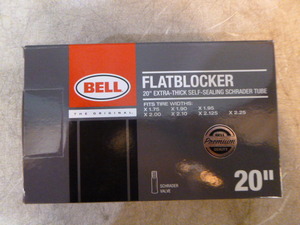 BELL
THE ORIGINAL
FLATBLOCKER
20" EXTRA-THICK SELF-SEALING SCHRADER TUBE
FITS TIRE WIDTHS:
X 1.75 X 1.90 X 1.95
X 2.00 X 2.10 X 2.125 X 2.25
BELL
Premium
SCHRADER
VALVE
20"